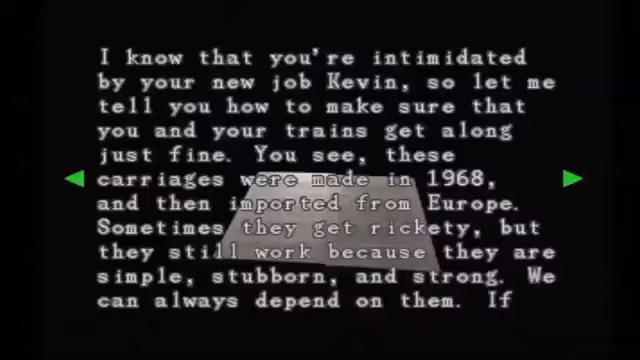 I know that you're intimidated
by your new job Kevin, so let me
tell you how to make sure that
you and your trains get along
just fine. You see, these
carriages were made in 1968,
and then imported from Europe.
Sometimes they get rickety, but
they still work because they are
simple, stubborn, and strong. We
can always depend on them. If